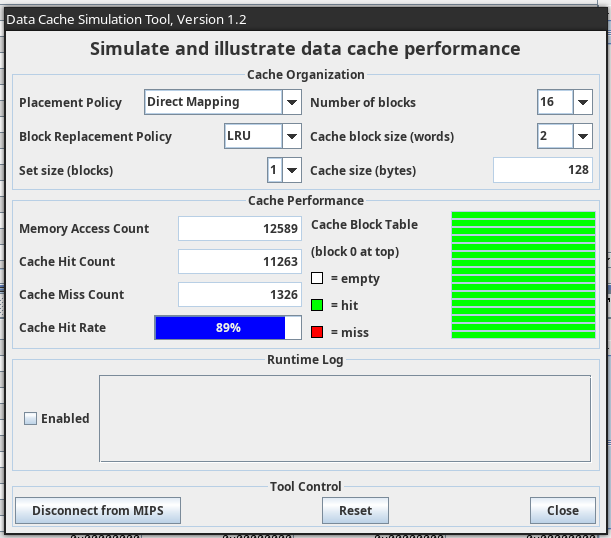 Data Cache Simulation Tool, Version 1.2
Simulate and illustrate data cache performance
Cache Organization
Placement Policy Direct Mapping Number of blocks 16
Block Replacement Policy LRU Cache block size (words) 2
Set size (blocks) 1 Cache size (bytes) 128
Cache Performance
Memory Access Count 12589 Cache Block Table
(block 0 at top)
Cache Hit Count 11263
= empty
Cache Miss Count 1326
= hit
Cache Hit Rate 89% = miss
Runtime Log
Enabled
Tool Control
Disconnect from MIPS Reset Close